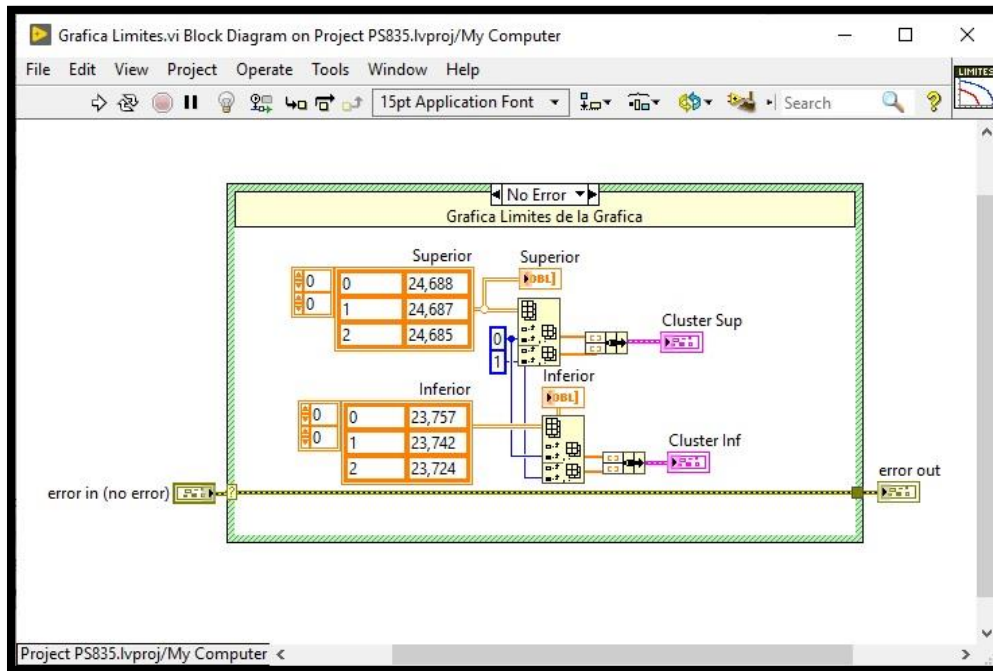 Grafica Limites.vi Block Diagram on Project PS835.lvproj/My Computer
File Edit View Project Operate Tools Window Help
15pt Application Font
Search
LIMITES
No Error
Grafica Limites de la Grafica
Superior
Superior
0
0
0 24,688
1 24,687
2 24,685
DBL]
0
1
Cluster Sup
Inferior
Inferior
0
0
0 23,757
1 23,742
2 23,724
DBL]
Cluster Inf
error in (no error)
?
error out
Project PS835.lvproj/My Computer